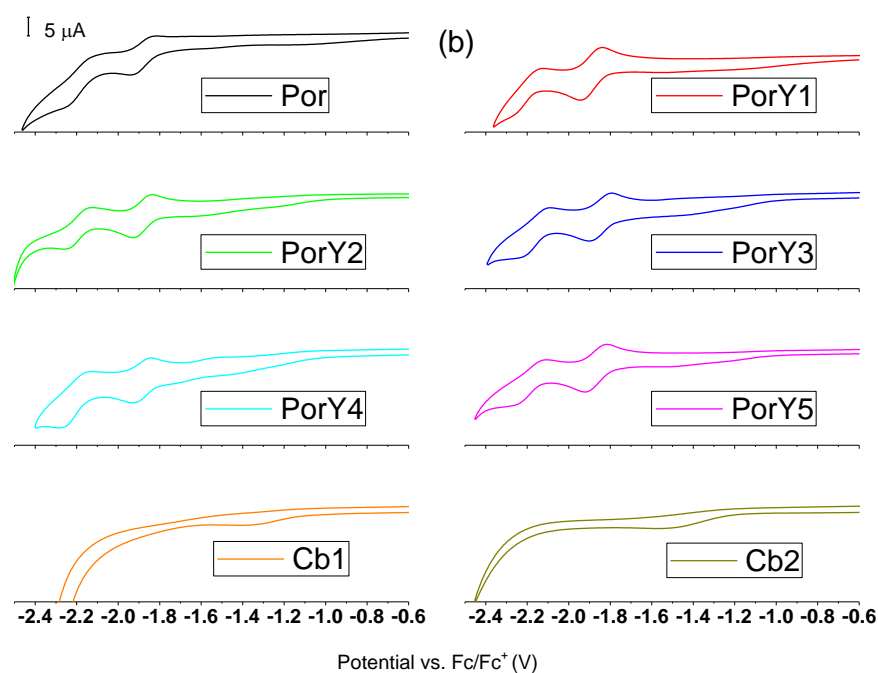 5 μA
(b)
Por
PorY1
PorY2
PorY3
PorY4
PorY5
Cb1
Cb2
-2.4 -2.2 -2.0 -1.8 -1.6 -1.4 -1.2 -1.0 -0.8 -0.6
-2.4 -2.2 -2.0 -1.8 -1.6 -1.4 -1.2 -1.0 -0.8 -0.6
Potential vs. Fc/Fc⁺ (V)